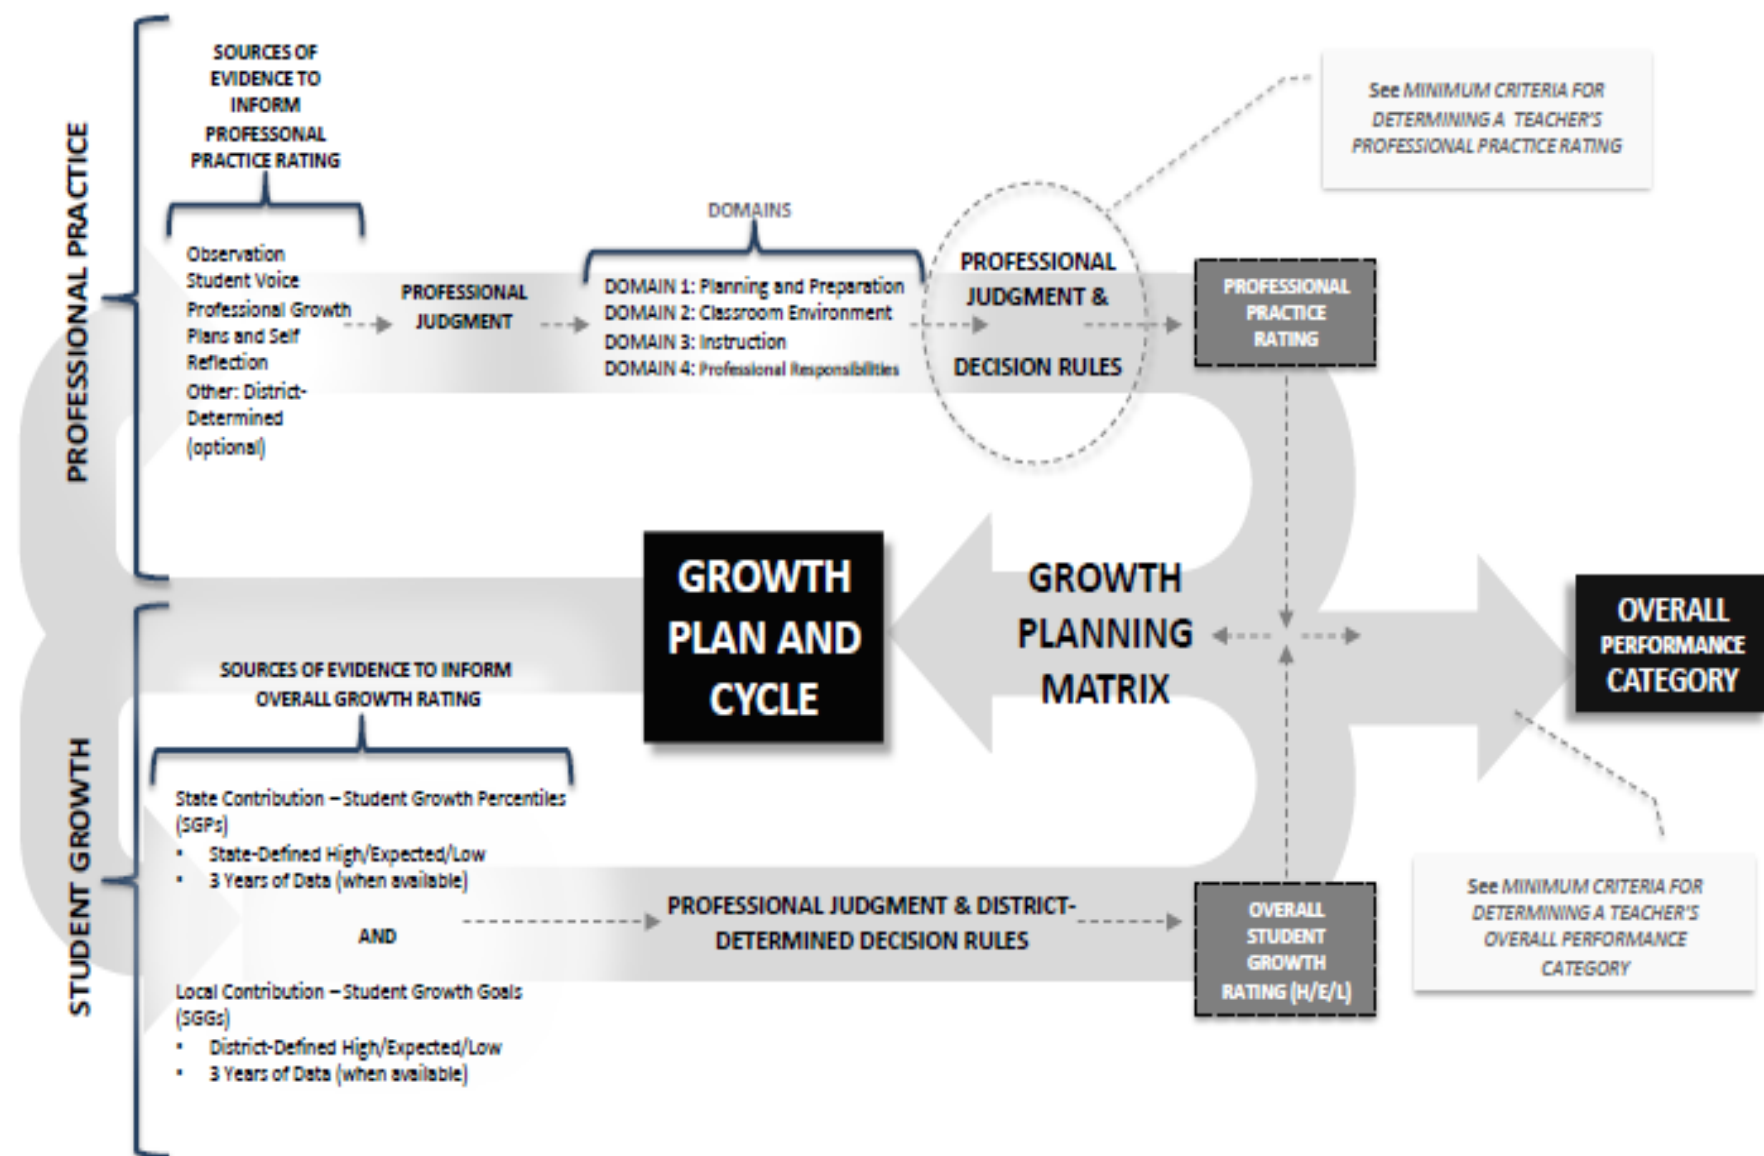 PROFESSIONAL PRACTICE
SOURCES OF
EVIDENCE TO
INFORM
PROFESSIONAL
PRACTICE RATING
Observation
Student Voice
Professional Growth
Plans and Self
Reflection
Other: District-
Determined
(optional)
PROFESSIONAL
JUDGMENT
DOMAINS
DOMAIN 1: Planning and Preparation
DOMAIN 2: Classroom Environment
DOMAIN 3: Instruction
DOMAIN 4: Professional Responsibilities
PROFESSIONAL
JUDGMENT &
DECISION RULES
See MINIMUM CRITERIA FOR
DETERMINING A TEACHER'S
PROFESSIONAL PRACTICE RATING
PROFESSIONAL
PRACTICE
RATING
GROWTH
PLAN AND
CYCLE
GROWTH
PLANNING
MATRIX
OVERALL
PERFORMANCE
CATEGORY
STUDENT GROWTH
SOURCES OF EVIDENCE TO INFORM
OVERALL GROWTH RATING
State Contribution – Student Growth Percentiles
(SGPs)
▪ State-Defined High/Expected/Low
▪ 3 Years of Data (when available)
AND
Local Contribution – Student Growth Goals
(SGGs)
▪ District-Defined High/Expected/Low
▪ 3 Years of Data (when available)
PROFESSIONAL JUDGMENT & DISTRICT-
DETERMINED DECISION RULES
OVERALL
STUDENT
GROWTH
RATING (H/E/L)
See MINIMUM CRITERIA FOR
DETERMINING A TEACHER'S
OVERALL PERFORMANCE
CATEGORY